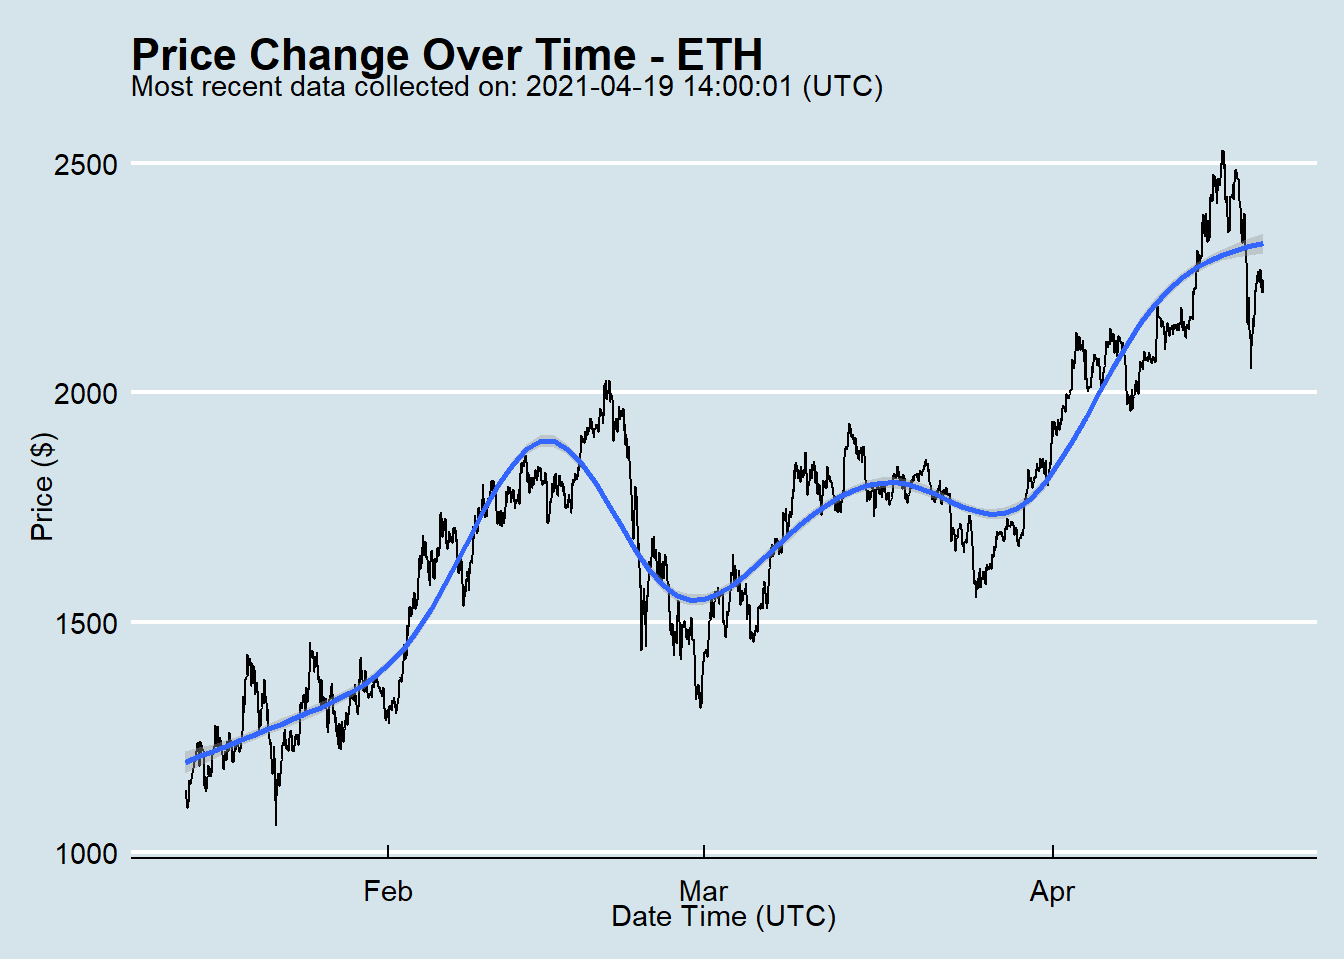 Price Change Over Time - ETH
Most recent data collected on: 2021-04-19 14:00:01 (UTC)
2500
2000
1500
1000
Price ($)
Feb
Mar
Apr
Date Time (UTC)